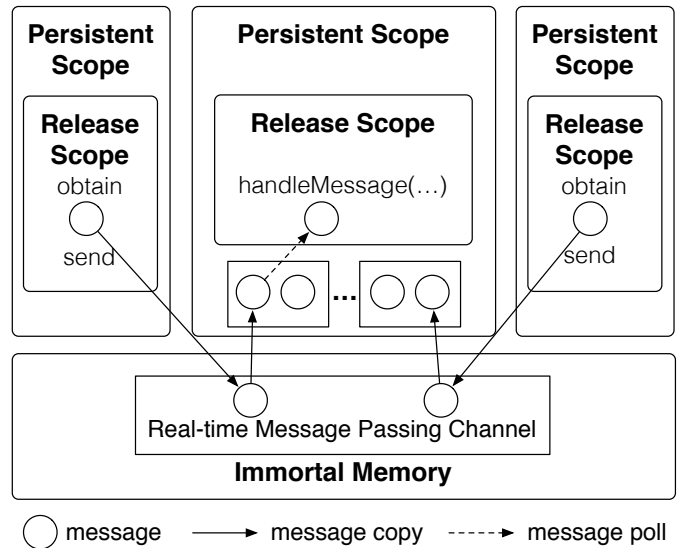 Persistent
Scope
Release
Scope
obtain
send
Persistent Scope
Release Scope
handleMessage(...)
...
Persistent
Scope
Release
Scope
obtain
send
Real-time Message Passing Channel
Immortal Memory
message
message copy
message poll